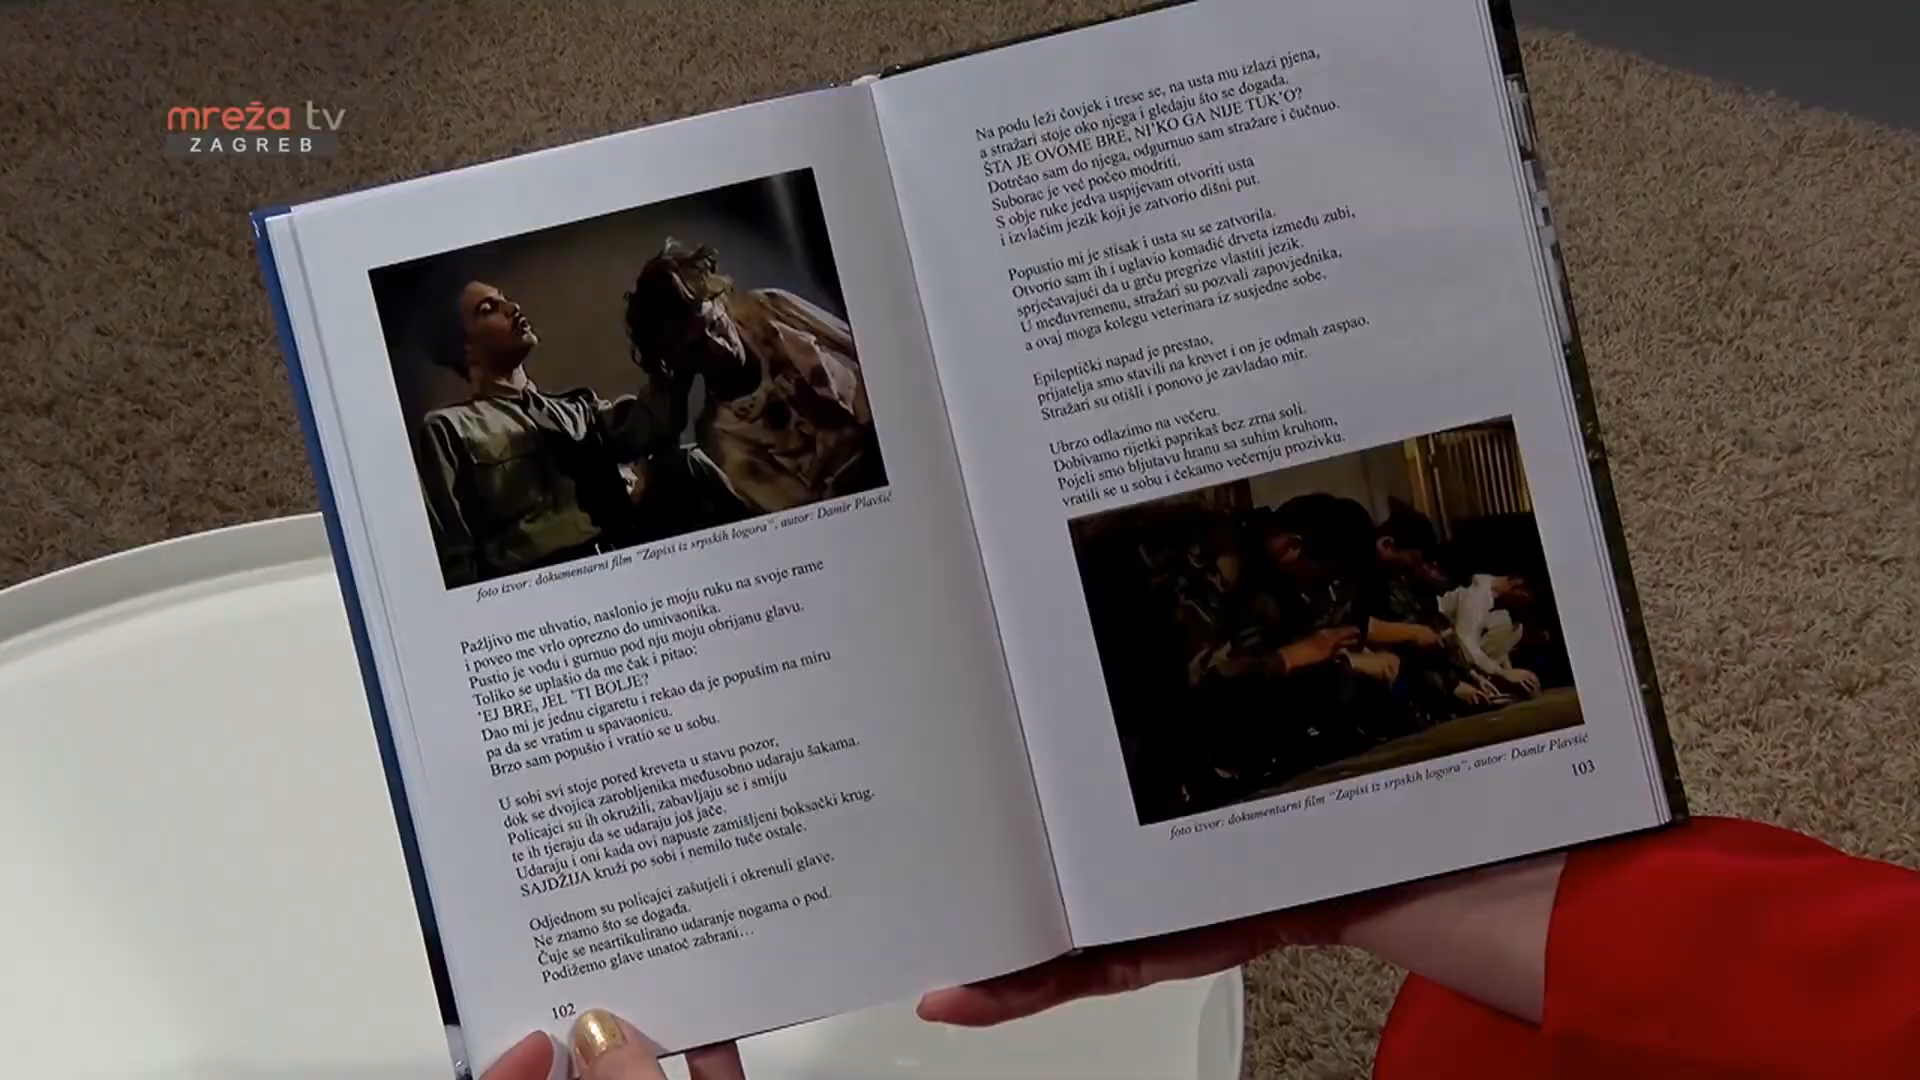 mreža tv
ZAGREB
foto izvor: dokumentarni film "Zapisi iz srpskih logora", autor: Damir Plavšić
Pažljivo me uhvatio, naslonio je moju ruku na svoje rame
i poveo me vrlo oprezno do umivaonika.
Pustio je vodu i gurnuo pod nju moju obrijanu glavu.
Toliko se uplašio da me čak i pitao:
'EJ BRE, JEL 'TI BOLJE?
Dao mi je jednu cigaretu i rekao da je popušim na miru
pa da se vratim u spavaonicu.
Brzo sam popušio i vratio se u sobu.
U sobi svi stoje pored kreveta u stavu pozor,
dok se dvojica zarobljenika međusobno udaraju šakama.
Policajci su ih okružili, zabavljaju se i smiju
te ih tjeraju da se udaraju još jače.
Udaraju i oni kada ovi napuste zamišljeni boksački krug.
SAJDŽIJA kruži po sobi i nemilo tuče ostale.
Odjednom su policajci zašutjeli i okrenuli glave.
Ne znamo što se događa.
Čuje se neartikulirano udaranje nogama o pod.
Podižemo glave unatoč zabrani…
102
Na podu leži čovjek i trese se, na usta mu izlazi pjena,
a stražari stoje oko njega i gledaju što se događa.
ŠTA JE OVOME BRE, NI'KO GA NIJE TUK'O?
Dotrčao sam do njega, odgurnuo sam stražare i čučnuo.
Suborac je već počeo modriti.
S obje ruke jedva uspijevam otvoriti usta
i izvlačim jezik koji je zatvorio dišni put.
Popustio mi je stisak i usta su se zatvorila.
Otvorio sam ih i uglavio komadić drveta između zubi,
sprječavajući da u grču pregrize vlastiti jezik.
U međuvremenu, stražari su pozvali zapovjednika,
a ovaj moga kolegu veterinara iz susjedne sobe.
Epileptički napad je prestao,
prijatelja smo stavili na krevet i on je odmah zaspao.
Stražari su otišli i ponovo je zavladao mir.
Ubrzo odlazimo na večeru.
Dobivamo rijetki paprikaš bez zrna soli.
Pojeli smo bljutavu hranu sa suhim kruhom,
vratili se u sobu i čekamo večernju prozivku.
foto izvor: dokumentarni film "Zapisi iz srpskih logora", autor: Damir Plavšić
103